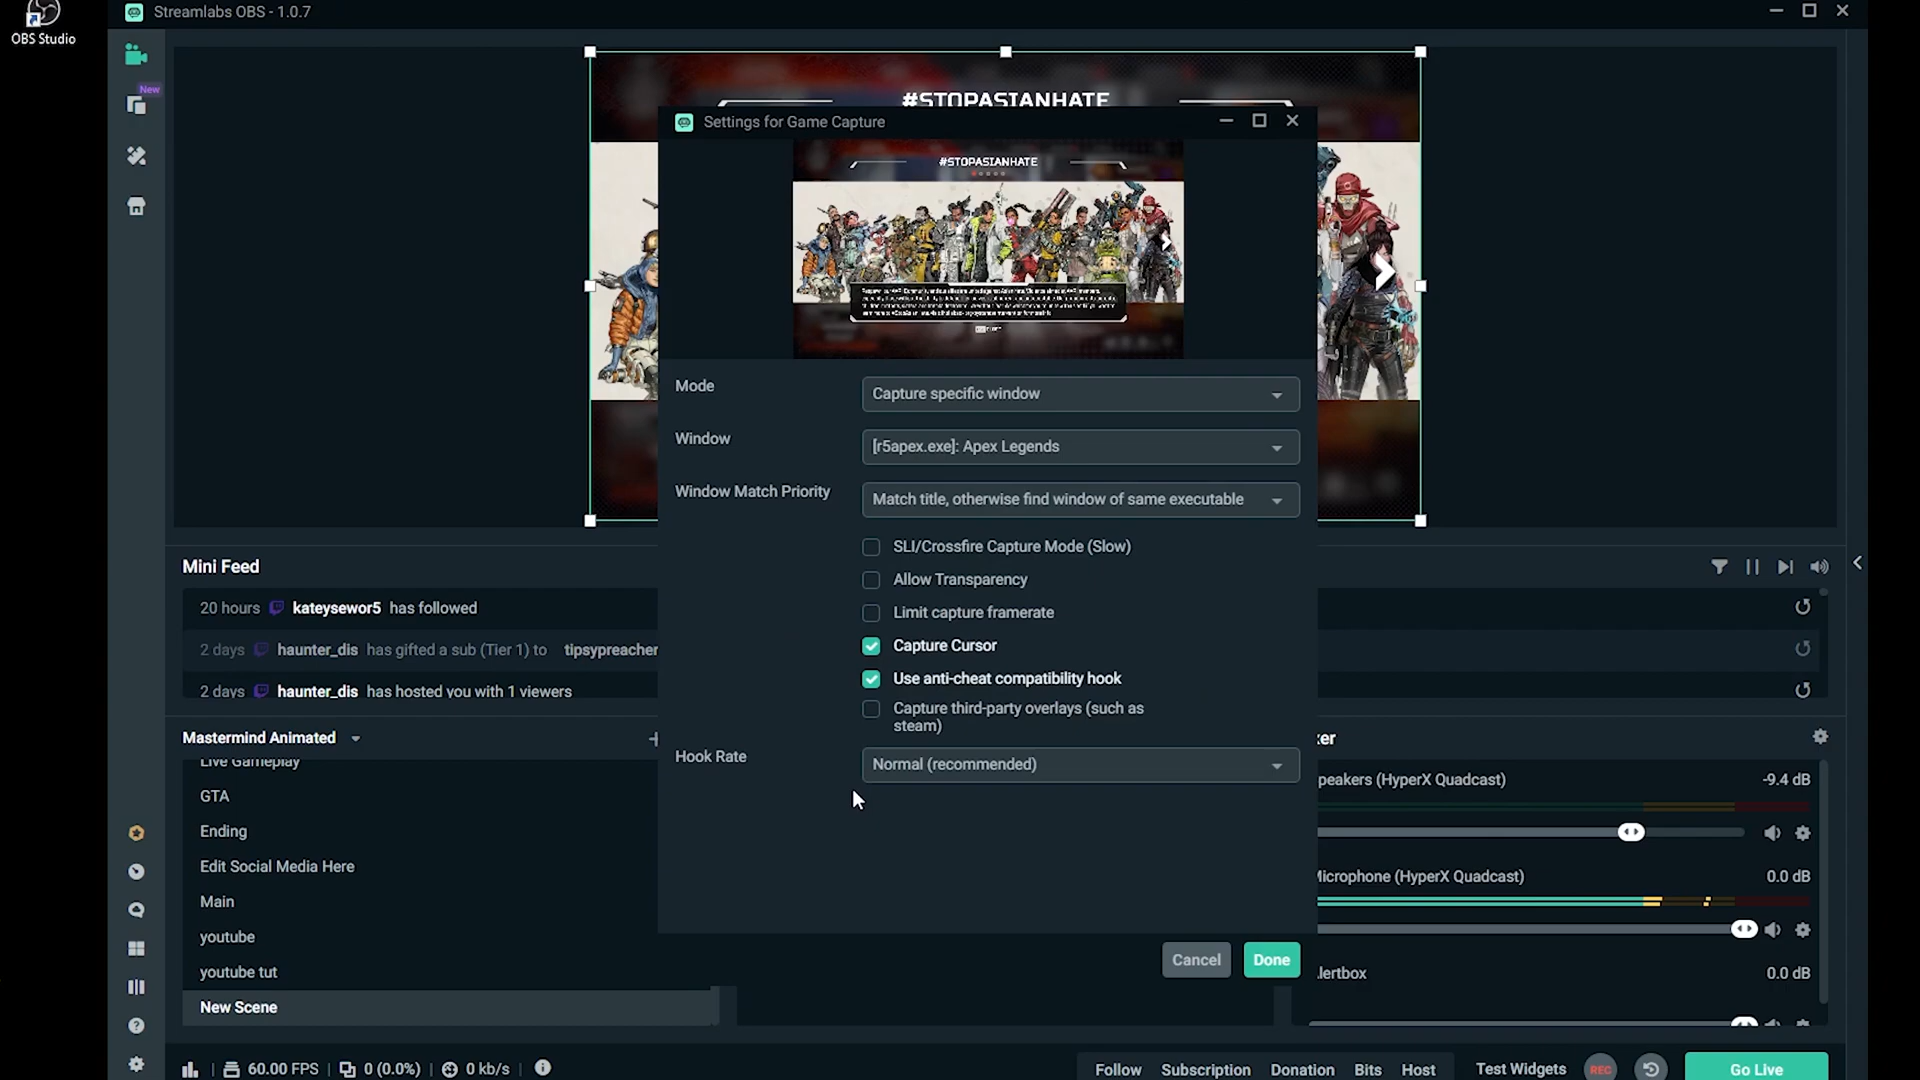 OBS Studio
Streamlabs OBS - 1.0.7
New
#STOPASIANHATE
Settings for Game Capture
#STOPASIANHATE
Mode
Capture specific window
Window
[r5apex.exe]: Apex Legends
Window Match Priority
Match title, otherwise find window of same executable
SLI/Crossfire Capture Mode (Slow)
Allow Transparency
Limit capture framerate
Capture Cursor
Use anti-cheat compatibility hook
Capture third-party overlays (such as
steam)
Hook Rate
Normal (recommended)
Cancel
Done
Mini Feed
20 hours kateysewor5 has followed
2 days haunter_dis has gifted a sub (Tier 1) to tipsypreacher
2 days haunter_dis has hosted you with 1 viewers
Mastermind Animated
Live Gameplay
GTA
Ending
Edit Social Media Here
Main
youtube
youtube tut
New Scene
ker
peakers (HyperX Quadcast) -9.4 dB
Microphone (HyperX Quadcast) 0.0 dB
lertbox 0.0 dB
60.00 FPS 0 (0.0%) 0 kb/s
Follow Subscription Donation Bits Host Test Widgets REC Go Live